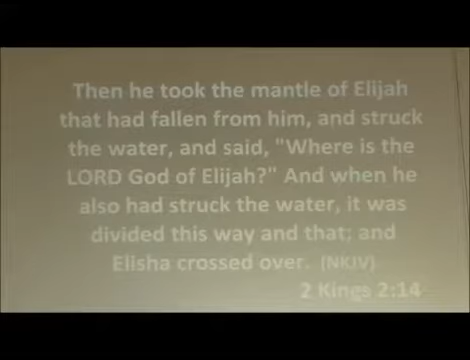 Then he took the mantle of Elijah
that had fallen from him, and struck
the water, and said, "Where is the
LORD God of Elijah?" And when he
also had struck the water, it was
divided this way and that; and
Elisha crossed over. (NKJV)
2 Kings 2:14